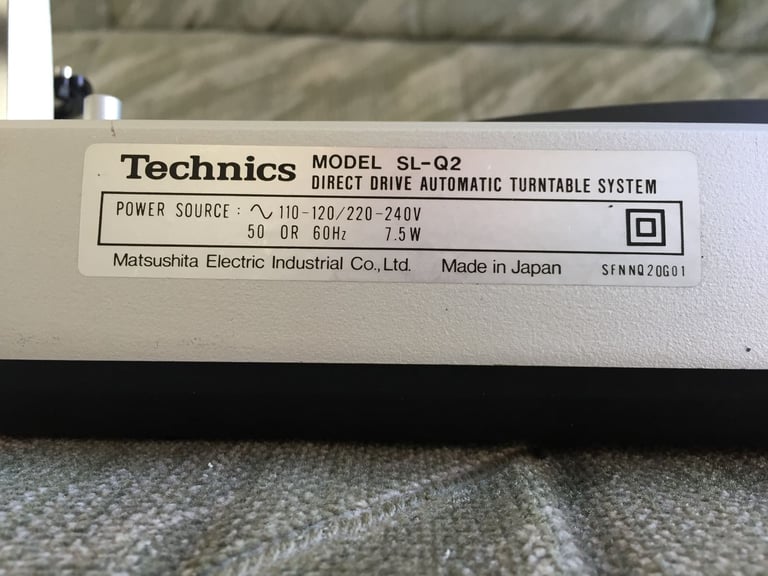 Technics MODEL SL-Q2
DIRECT DRIVE AUTOMATIC TURNTABLE SYSTEM
POWER SOURCE : ∿ 110-120/220-240V
50 OR 60Hz 7.5W
Matsushita Electric Industrial Co., Ltd. Made in Japan SFNNQ20G01